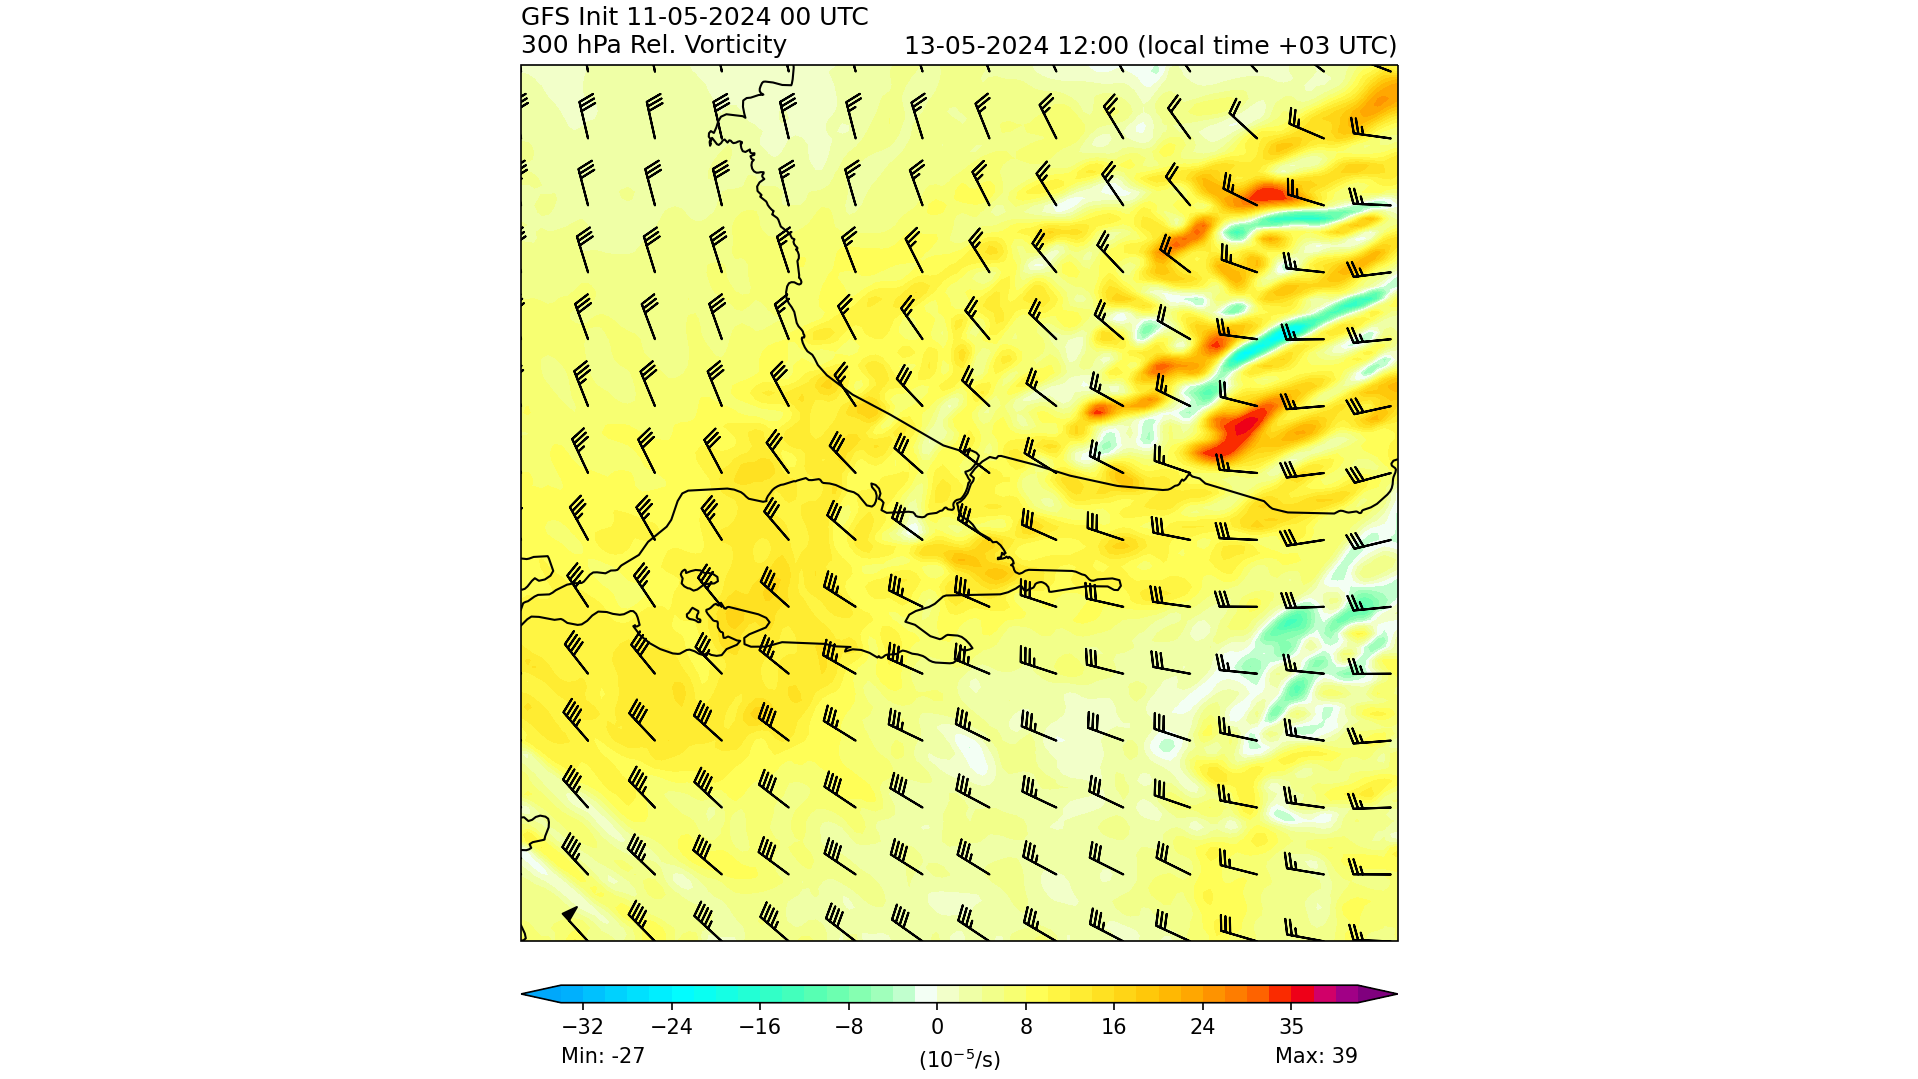 GFS Init 11-05-2024 00 UTC
300 hPa Rel. Vorticity
13-05-2024 12:00 (local time +03 UTC)
−32 −24 −16 −8 0 8 16 24 35
Min: -27
(10⁻⁵/s)
Max: 39